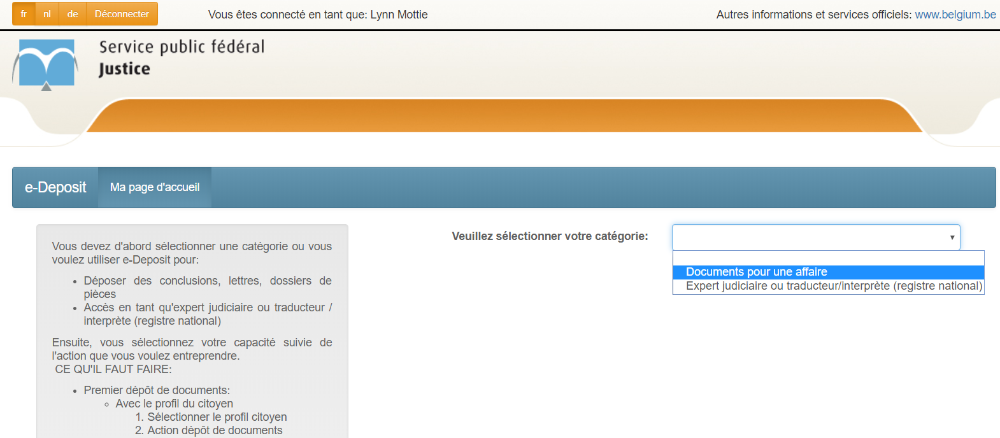 fr nl de Déconnecter Vous êtes connecté en tant que: Lynn Mottie Autres informations et services officiels: www.belgium.be
Service public fédéral
Justice
e-Deposit Ma page d'accueil
Vous devez d'abord sélectionner une catégorie ou vous
voulez utiliser e-Deposit pour:
• Déposer des conclusions, lettres, dossiers de
pièces
• Accès en tant qu'expert judiciaire ou traducteur /
interprète (registre national)
Ensuite, vous sélectionnez votre capacité suivie de
l'action que vous voulez entreprendre.
CE QU'IL FAUT FAIRE:
• Premier dépôt de documents:
◦ Avec le profil du citoyen
1. Sélectionner le profil citoyen
2. Action dépôt de documents
Veuillez sélectionner votre catégorie:
Documents pour une affaire
Expert judiciaire ou traducteur/interprète (registre national)